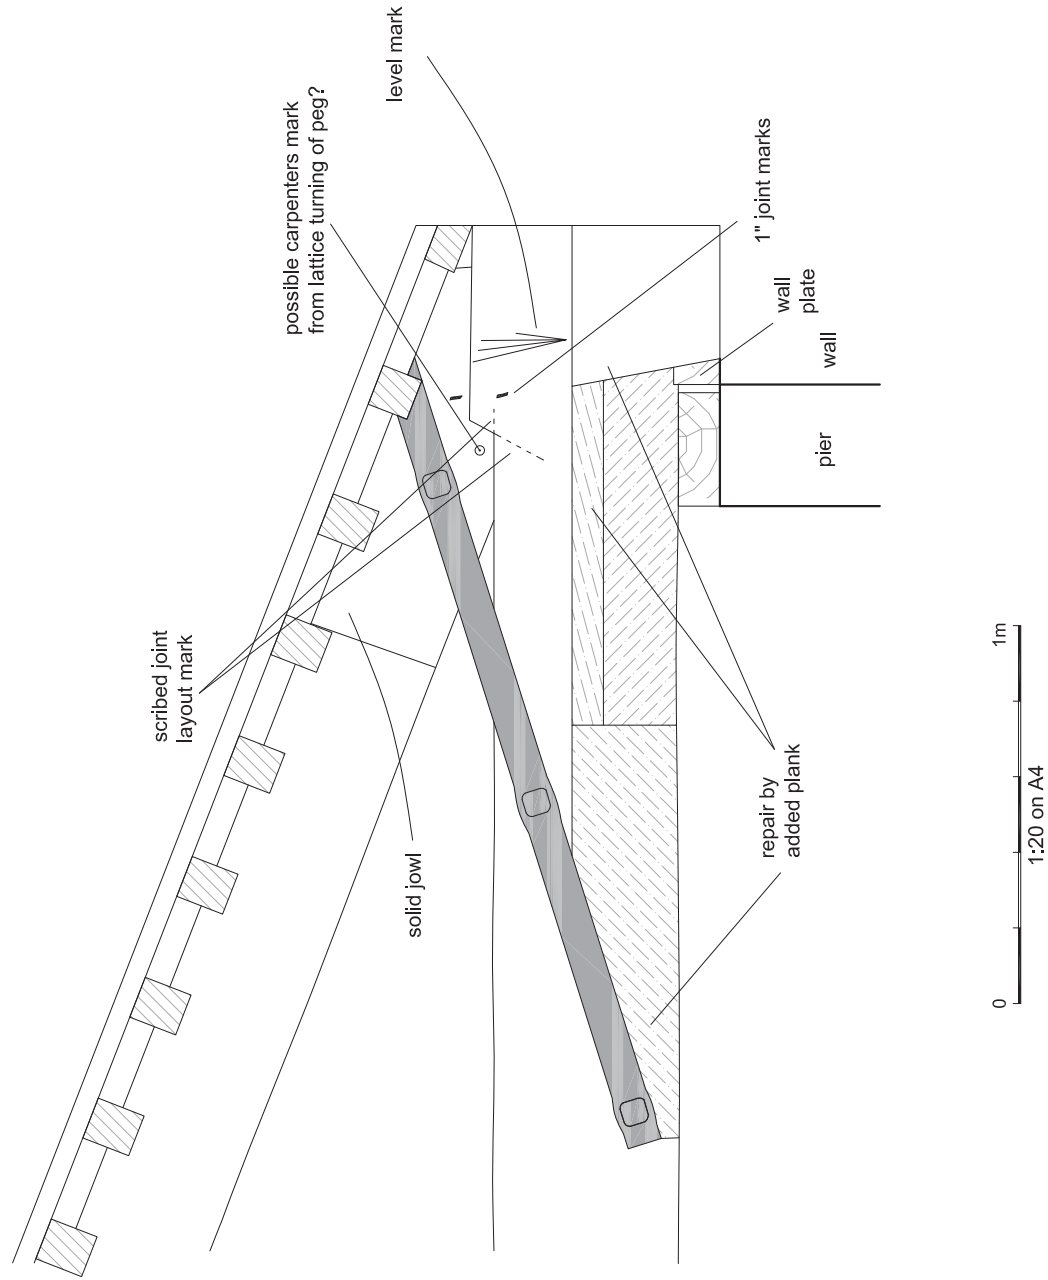 level mark
possible carpenters mark
from lattice turning of peg?
1" joint marks
wall
plate
wall
pier
scribed joint
layout mark
solid jowl
repair by
added plank
0
1m
1:20 on A4